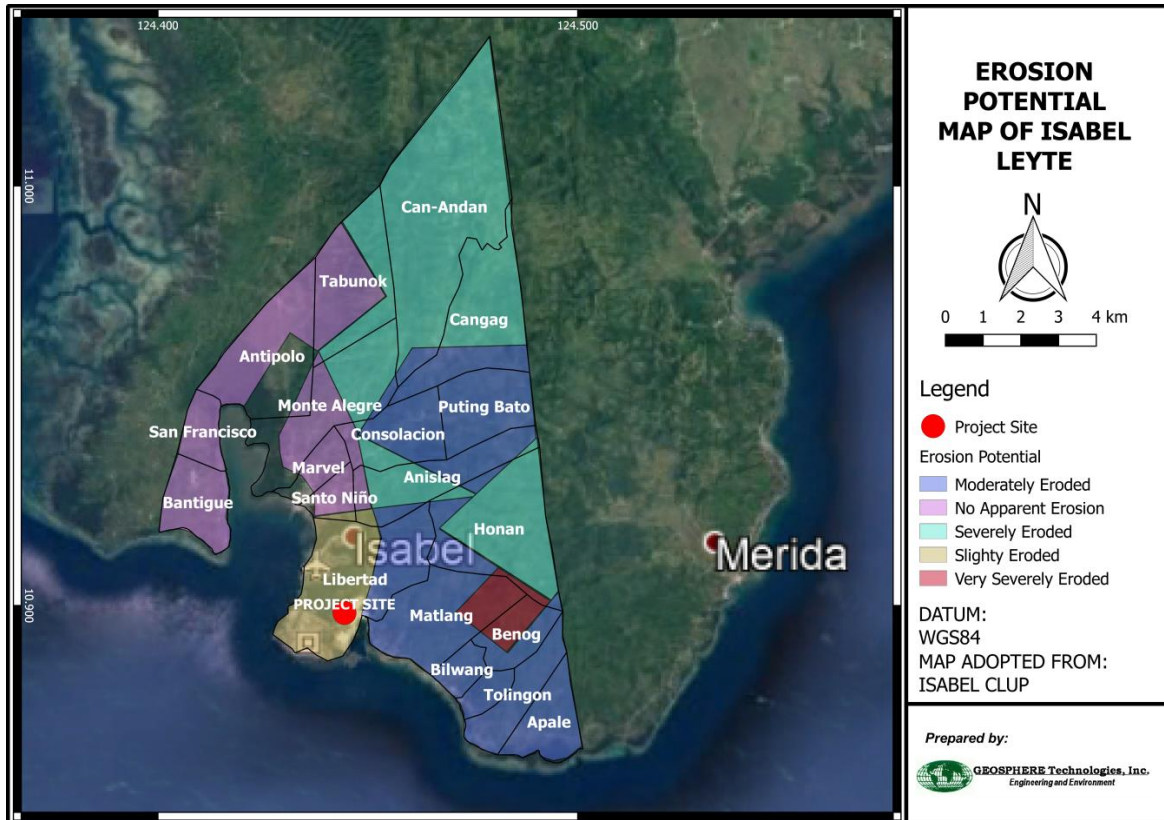 124.400
124.500
11.000
10.900
Can-Andan
Tabunok
Cangag
Antipolo
Monte Alegre
Puting Bato
San Francisco
Consolacion
Marvel
Anislag
Bantigue
Santo Niño
Honan
Isabel
Merida
Libertad
PROJECT SITE
Matlang
Benog
Bilwang
Tolingon
Apale
EROSION
POTENTIAL
MAP OF ISABEL
LEYTE
N
0 1 2 3 4 km
Legend
Project Site
Erosion Potential
Moderately Eroded
No Apparent Erosion
Severely Eroded
Slighty Eroded
Very Severely Eroded
DATUM:
WGS84
MAP ADOPTED FROM:
ISABEL CLUP
Prepared by:
GEOSPHERE Technologies, Inc.
Engineering and Environment